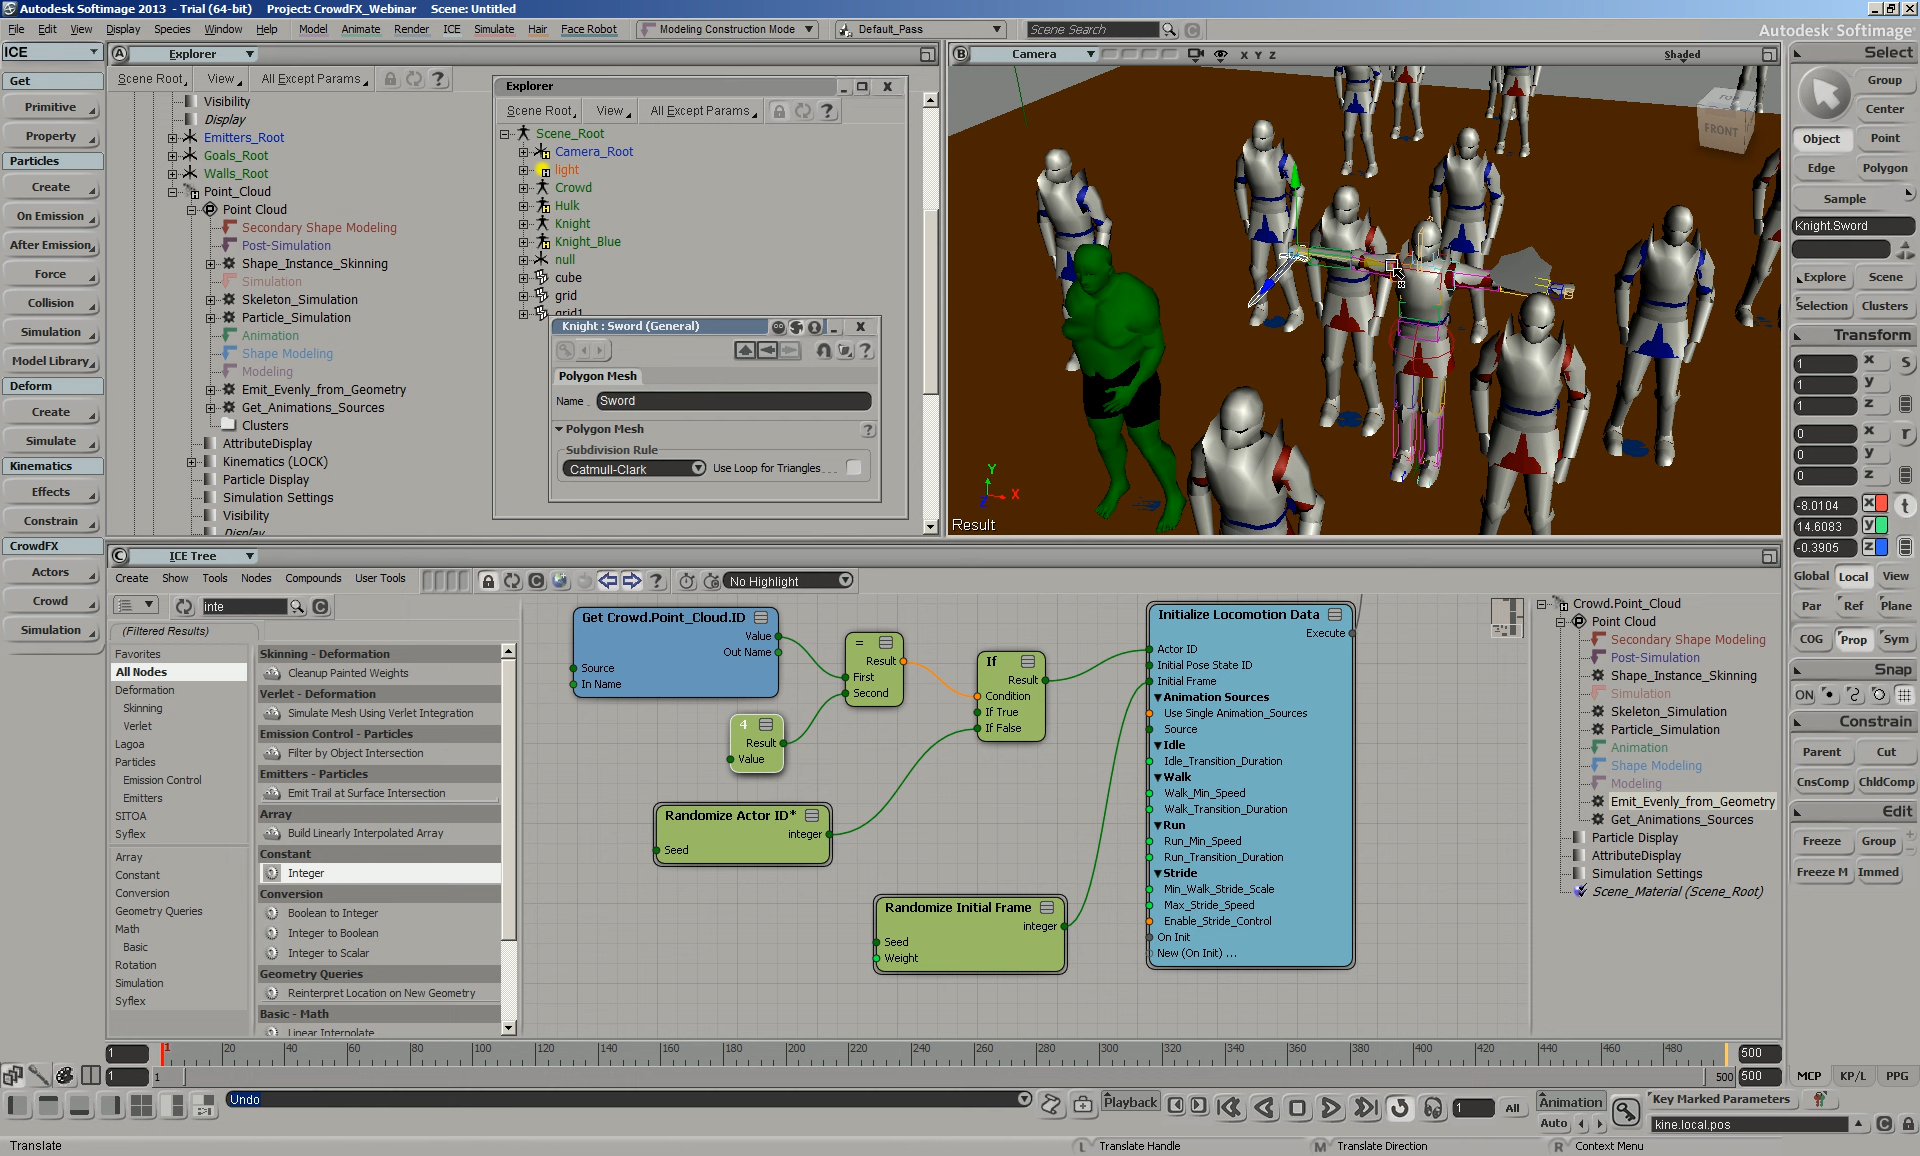 Autodesk Softimage 2013 - Trial (64-bit)    Project: CrowdFX_Webinar    Scene: Untitled
File Edit View Display Species Window Help Model Animate Render ICE Simulate Hair Face Robot Modeling Construction Mode Default_Pass Scene Search Autodesk® Softimage®
ICE
Get
Primitive
Property
Particles
Create
On Emission
After Emission
Force
Collision
Simulation
Model Library
Deform
Create
Simulate
Kinematics
Effects
Constrain
CrowdFX
Actors
Crowd
Simulation
A Explorer
Scene Root View All Except Params ?
Visibility
Display
Emitters_Root
Goals_Root
Walls_Root
Point_Cloud
Point Cloud
Secondary Shape Modeling
Post-Simulation
Shape_Instance_Skinning
Simulation
Skeleton_Simulation
Particle_Simulation
Animation
Shape Modeling
Modeling
Emit_Evenly_from_Geometry
Get_Animations_Sources
Clusters
AttributeDisplay
Kinematics (LOCK)
Particle Display
Simulation Settings
Visibility
Display
Explorer
Scene Root View All Except Params ?
Scene_Root
Camera_Root
light
Crowd
Hulk
Knight
Knight_Blue
null
cube
grid
grid1
Knight : Sword (General)
Polygon Mesh
Name Sword
Polygon Mesh ?
Subdivision Rule
Catmull-Clark Use Loop for Triangles
B Camera X Y Z Shaded
FRONT
Y
X
Z
Result
Select
Group
Center
Object Point
Edge Polygon
Sample
Knight.Sword
Explore Scene
Selection Clusters
Transform
1 x s
1 y
1 z
0 x r
0 y
0 z
-8.0104 x t
14.6083 y
-0.3905 z
Global Local View
Par Ref Plane
COG Prop Sym
Snap
ON
Constrain
Parent Cut
CnsComp ChldComp
Edit
Freeze Group
Freeze M Immed
C ICE Tree
Create Show Tools Nodes Compounds User Tools ? No Highlight
inte
(Filtered Results)
Favorites
All Nodes
Deformation
Skinning
Verlet
Lagoa
Particles
Emission Control
Emitters
SITOA
Syflex
Array
Constant
Conversion
Geometry Queries
Math
Basic
Rotation
Simulation
Syflex
Skinning - Deformation
Cleanup Painted Weights
Verlet - Deformation
Simulate Mesh Using Verlet Integration
Emission Control - Particles
Filter by Object Intersection
Emitters - Particles
Emit Trail at Surface Intersection
Array
Build Linearly Interpolated Array
Constant
Integer
Conversion
Boolean to Integer
Integer to Boolean
Integer to Scalar
Geometry Queries
Reinterpret Location on New Geometry
Basic - Math
Linear Interpolate
Get Crowd.Point_Cloud.ID
Value
Out Name
Source
In Name
=
Result
First
Second
4
Result
Value
If
Result
Condition
If True
If False
Randomize Actor ID*
integer
Seed
Randomize Initial Frame
integer
Seed
Weight
Initialize Locomotion Data
Execute
Actor ID
Initial Pose State ID
Initial Frame
Animation Sources
Use Single Animation_Sources
Source
Idle
Idle_Transition_Duration
Walk
Walk_Min_Speed
Walk_Transition_Duration
Run
Run_Min_Speed
Run_Transition_Duration
Stride
Min_Walk_Stride_Scale
Max_Stride_Speed
Enable_Stride_Control
On Init
New (On Init) ...
Crowd.Point_Cloud
Point Cloud
Secondary Shape Modeling
Post-Simulation
Shape_Instance_Skinning
Simulation
Skeleton_Simulation
Particle_Simulation
Animation
Shape Modeling
Modeling
Emit_Evenly_from_Geometry
Get_Animations_Sources
Particle Display
AttributeDisplay
Simulation Settings
Scene_Material (Scene_Root)
1 1 20 40 60 80 100 120 140 160 180 200 220 240 260 280 300 320 340 360 380 400 420 440 460 480 500
1 1 500 500
MCP KP/L PPG
Undo Playback 1 All Animation Key Marked Parameters
Auto kine.local.pos
Translate L Translate Handle M Translate Direction R Context Menu